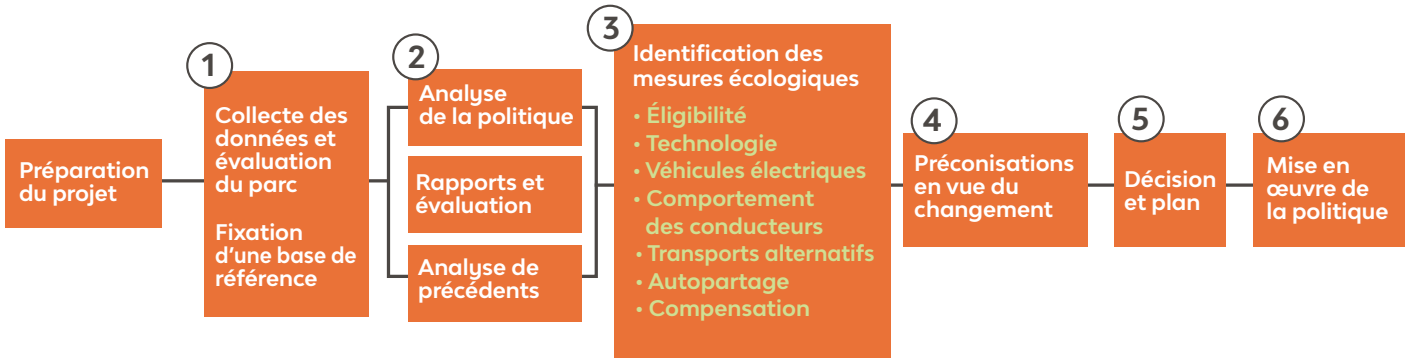 Préparation
du projet
1
Collecte des
données et
évaluation
du parc
Fixation
d'une base de
référence
2
Analyse
de la politique
Rapports et
évaluation
Analyse de
précédents
3
Identification des
mesures écologiques
• Éligibilité
• Technologie
• Véhicules électriques
• Comportement
des conducteurs
• Transports alternatifs
• Autopartage
• Compensation
4
Préconisations
en vue du
changement
5
Décision
et plan
6
Mise en
œuvre de
la politique